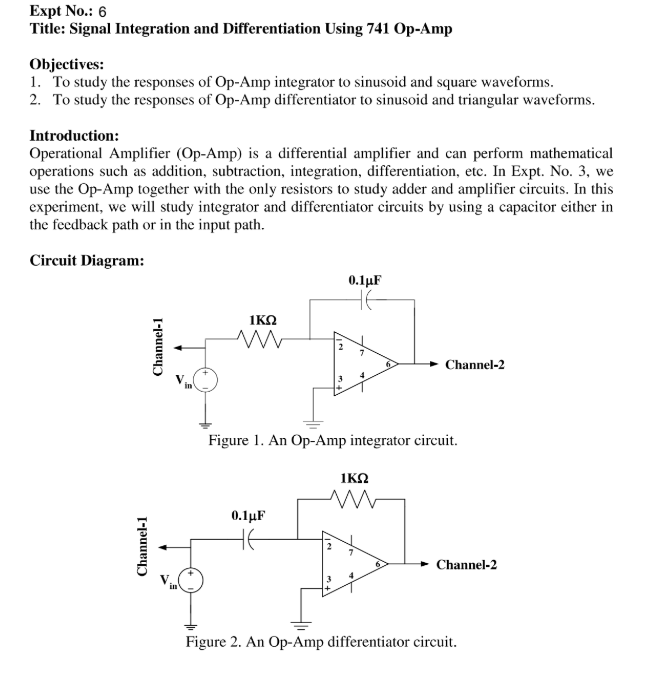 Expt No.: 6
Title: Signal Integration and Differentiation Using 741 Op-Amp
Objectives:
1. To study the responses of Op-Amp integrator to sinusoid and square waveforms.
2. To study the responses of Op-Amp differentiator to sinusoid and triangular waveforms.
Introduction:
Operational Amplifier (Op-Amp) is a differential amplifier and can perform mathematical
operations such as addition, subtraction, integration, differentiation, etc. In Expt. No. 3, we
use the Op-Amp together with the only resistors to study adder and amplifier circuits. In this
experiment, we will study integrator and differentiator circuits by using a capacitor either in
the feedback path or in the input path.
Circuit Diagram:
0.1µF
1KΩ
Channel-1
2
7
6
Channel-2
Vin
+
−
3
4
+
−
Figure 1. An Op-Amp integrator circuit.
1KΩ
0.1µF
Channel-1
2
7
6
Channel-2
Vin
+
−
3
4
+
−
Figure 2. An Op-Amp differentiator circuit.